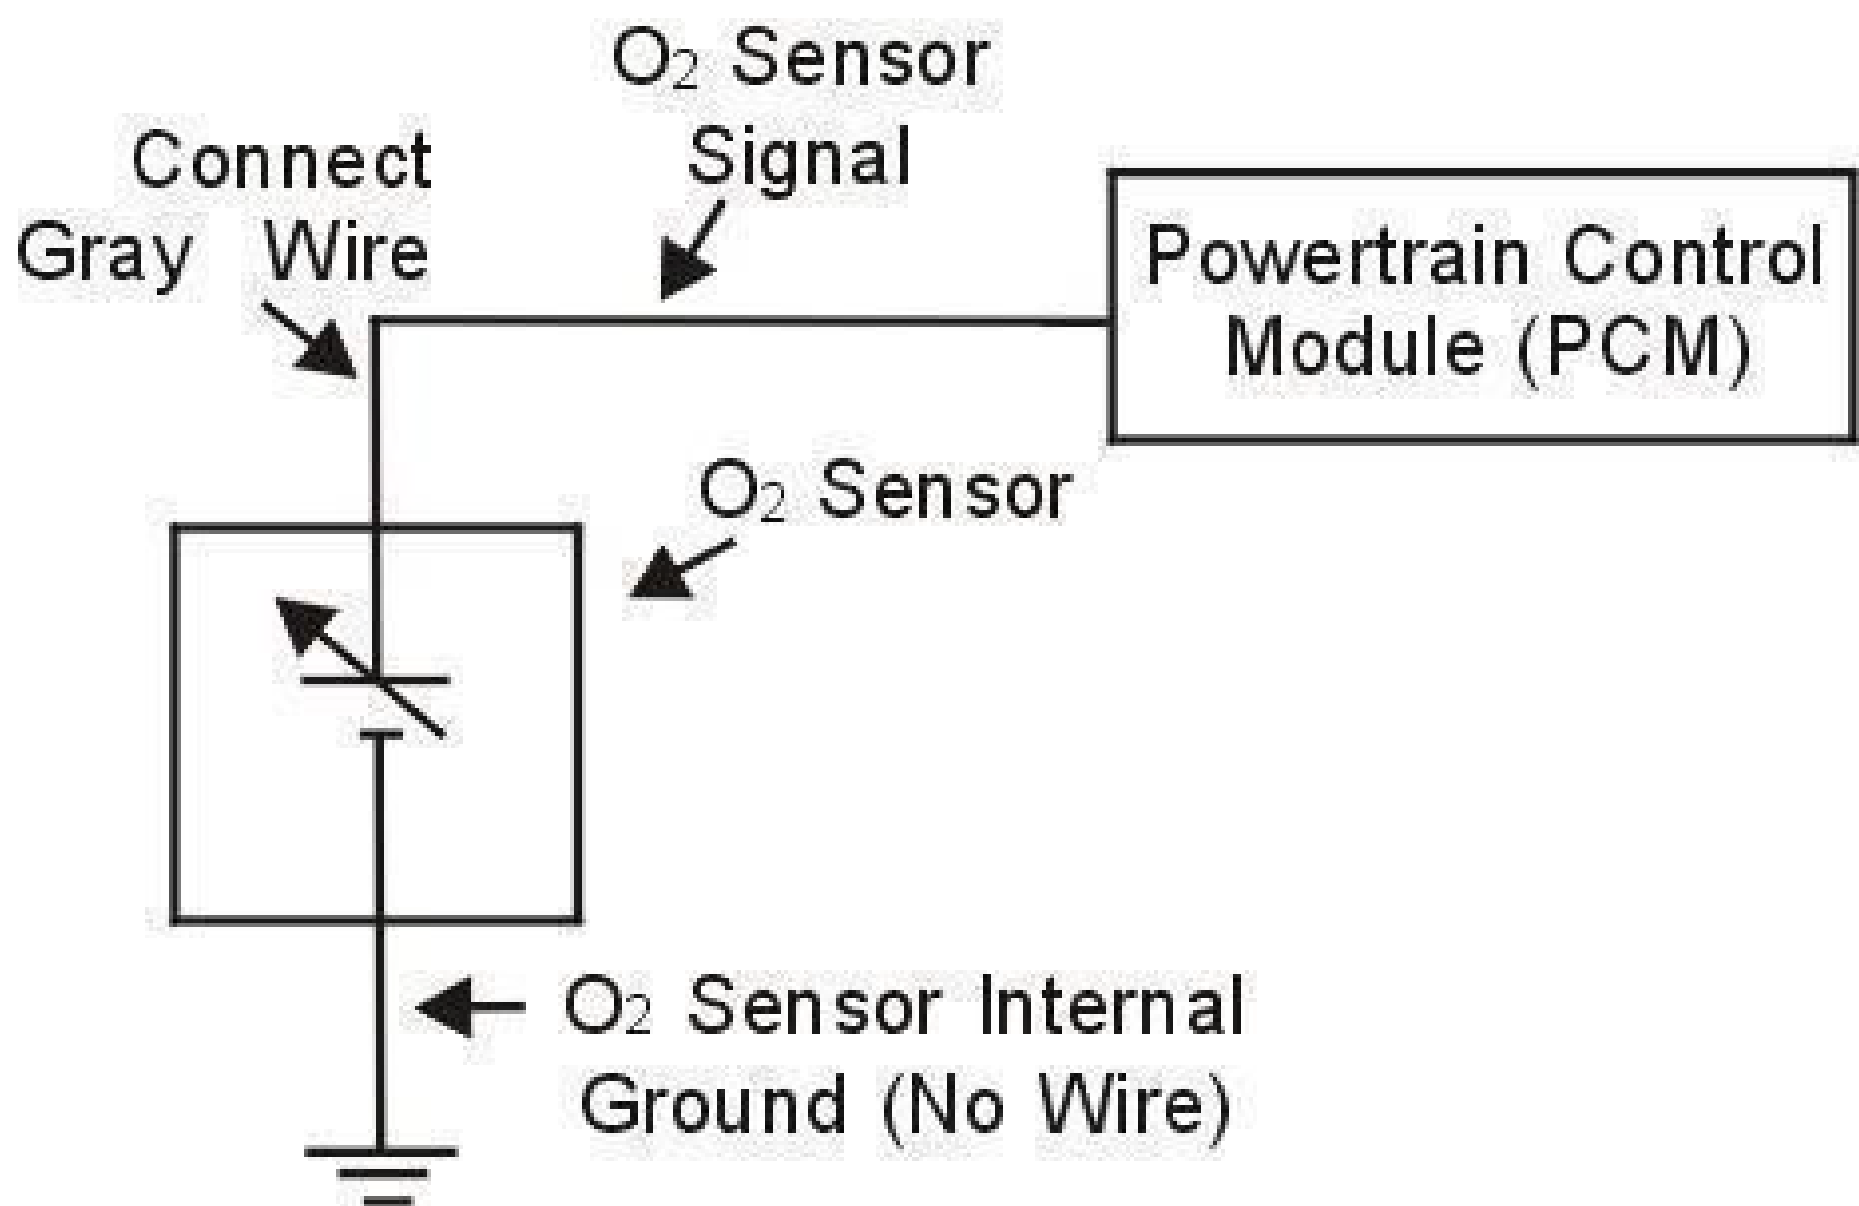 O₂ Sensor
Signal
Connect
Gray Wire
Powertrain Control
Module (PCM)
O₂ Sensor
O₂ Sensor Internal
Ground (No Wire)